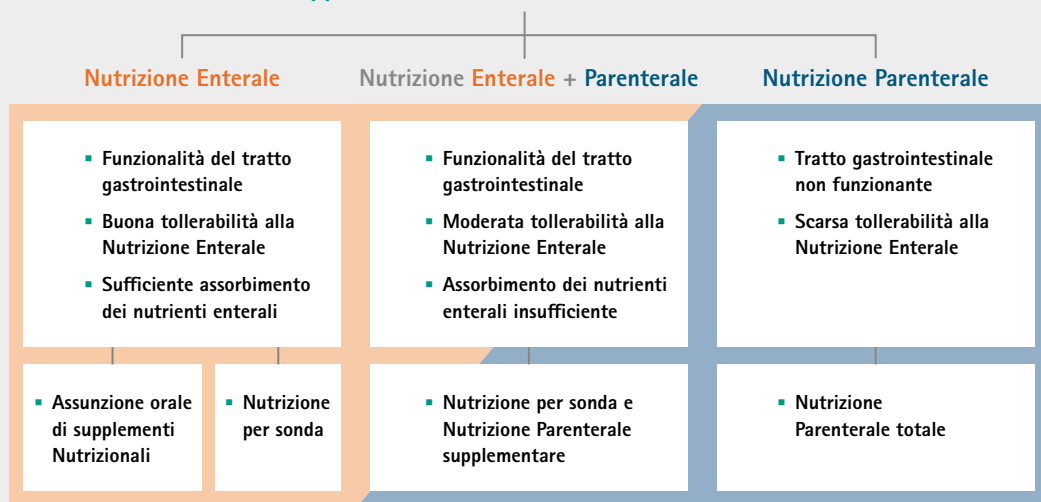 Nutrizione Enterale
Nutrizione Enterale + Parenterale
Nutrizione Parenterale
▪ Funzionalità del tratto
gastrointestinale
▪ Buona tollerabilità alla
Nutrizione Enterale
▪ Sufficiente assorbimento
dei nutrienti enterali
▪ Funzionalità del tratto
gastrointestinale
▪ Moderata tollerabilità alla
Nutrizione Enterale
▪ Assorbimento dei nutrienti
enterali insufficiente
▪ Tratto gastrointestinale
non funzionante
▪ Scarsa tollerabilità alla
Nutrizione Enterale
▪ Assunzione orale
di supplementi
Nutrizionali
▪ Nutrizione
per sonda
▪ Nutrizione per sonda e
Nutrizione Parenterale
supplementare
▪ Nutrizione
Parenterale totale